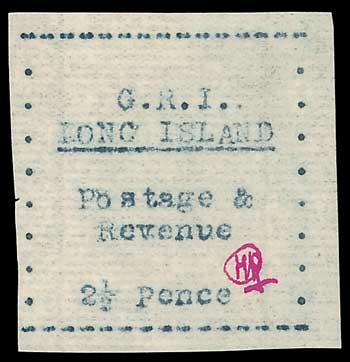 G.R.I.
LONG ISLAND
Postage &
Revenue
2½ Pence